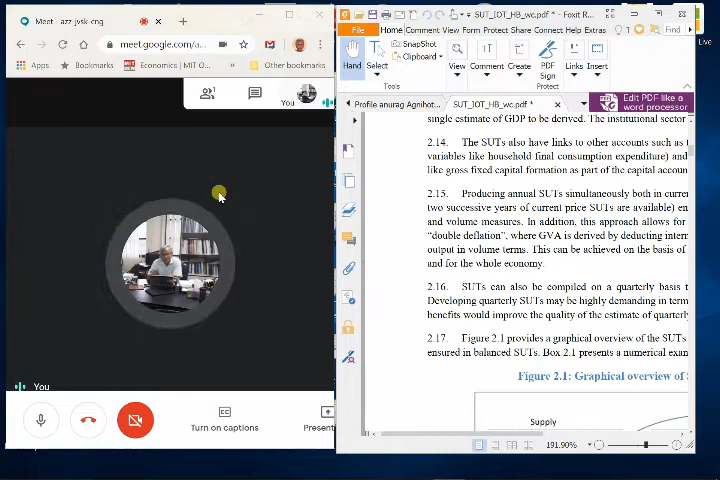 Meet - azz-jvsk-eng
meet.google.com/az...
Apps
Bookmarks
Economics | MIT O...
Other bookmarks
You
You
Turn on captions
Present
SUT_IOT_HB_wc.pdf * - Foxit R...
File
Home
Comment
View
Form
Protect
Share
Connect
Help
Extras
Find
Hand
Select
SnapShot
Clipboard
View
Comment
Create
PDF
Sign
Links
Insert
Tools
Protect
Live
Profile anurag Agnihot...
SUT_IOT_HB_wc.pdf *
Edit PDF like a
word processor
single estimate of GDP to be derived. The institutional sector
2.14. The SUTs also have links to other accounts such as t
variables like household final consumption expenditure) and
like gross fixed capital formation as part of the capital accoun
2.15. Producing annual SUTs simultaneously both in curren
two successive years of current price SUTs are available) en
and volume measures. In addition, this approach allows for
“double deflation”, where GVA is derived by deducting intern
output in volume terms. This can be achieved on the basis of
and for the whole economy.
2.16. SUTs can also be compiled on a quarterly basis t
Developing quarterly SUTs may be highly demanding in term
benefits would improve the quality of the estimate of quarterly
2.17. Figure 2.1 provides a graphical overview of the SUTs
ensured in balanced SUTs. Box 2.1 presents a numerical exam
Figure 2.1: Graphical overview of S
Supply
191.90%